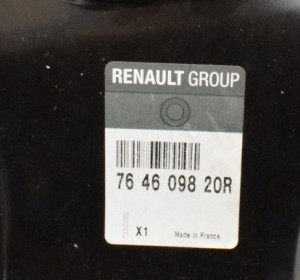 RENAULT GROUP
76 46 098 20R
X1 Made in France